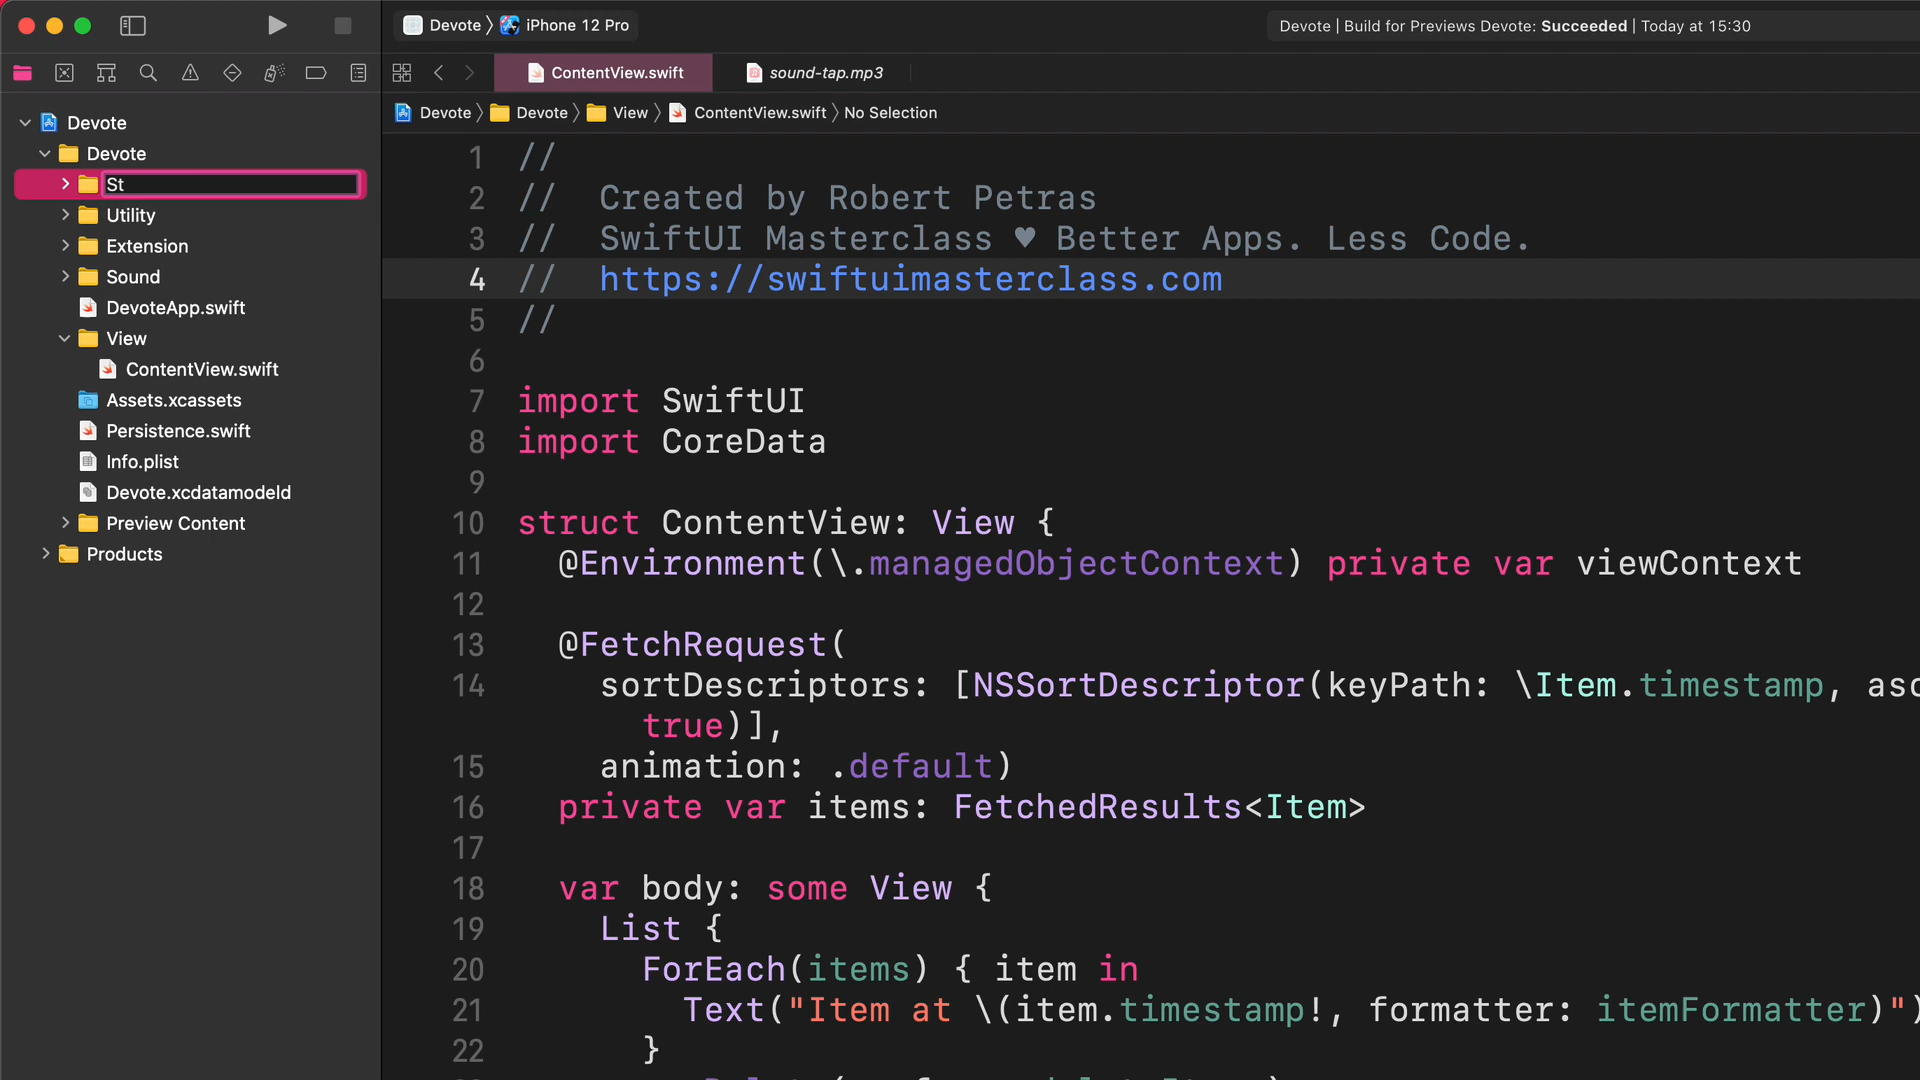 Devote
iPhone 12 Pro
Devote | Build for Previews Devote: Succeeded | Today at 15:30
ContentView.swift
sound-tap.mp3
Devote
Devote
View
ContentView.swift
No Selection
Devote
Devote
St
Utility
Extension
Sound
DevoteApp.swift
View
ContentView.swift
Assets.xcassets
Persistence.swift
Info.plist
Devote.xcdatamodeld
Preview Content
Products
1 //
2 //  Created by Robert Petras
3 //  SwiftUI Masterclass ♥ Better Apps. Less Code.
4 //  https://swiftuimasterclass.com
5 //
6
7 import SwiftUI
8 import CoreData
9
10 struct ContentView: View {
11 @Environment(\.managedObjectContext) private var viewContext
12
13 @FetchRequest(
14 sortDescriptors: [NSSortDescriptor(keyPath: \Item.timestamp, asc
true)],
15 animation: .default)
16 private var items: FetchedResults<Item>
17
18 var body: some View {
19 List {
20 ForEach(items) { item in
21 Text("Item at \(item.timestamp!, formatter: itemFormatter)")
22 }